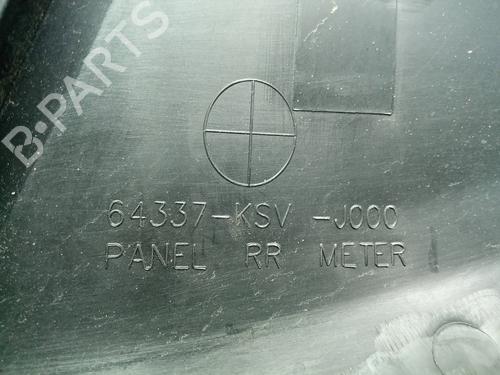 B-PARTS
64337-KSV -J000
PANEL RR METER